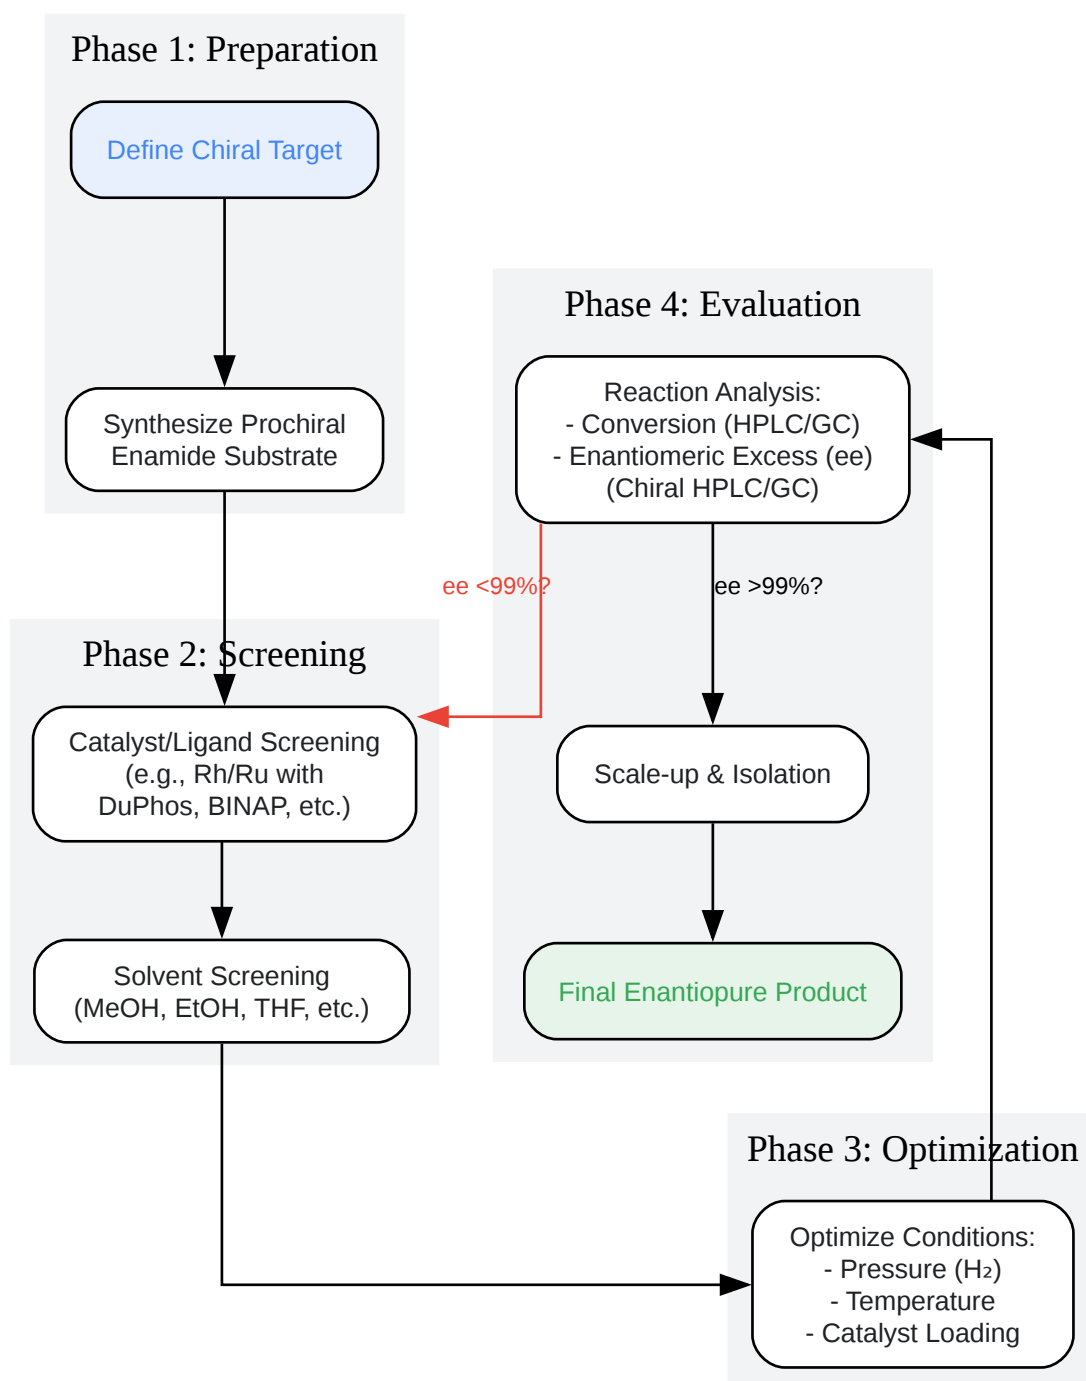 Phase 1: Preparation
Define Chiral Target
Synthesize Prochiral
Enamide Substrate
Phase 2: Screening
Catalyst/Ligand Screening
(e.g., Rh/Ru with
DuPhos, BINAP, etc.)
Solvent Screening
(MeOH, EtOH, THF, etc.)
Phase 3: Optimization
Optimize Conditions:
- Pressure (H₂)
- Temperature
- Catalyst Loading
Phase 4: Evaluation
Reaction Analysis:
- Conversion (HPLC/GC)
- Enantiomeric Excess (ee)
(Chiral HPLC/GC)
ee <99%?
ee >99%?
Scale-up & Isolation
Final Enantiopure Product